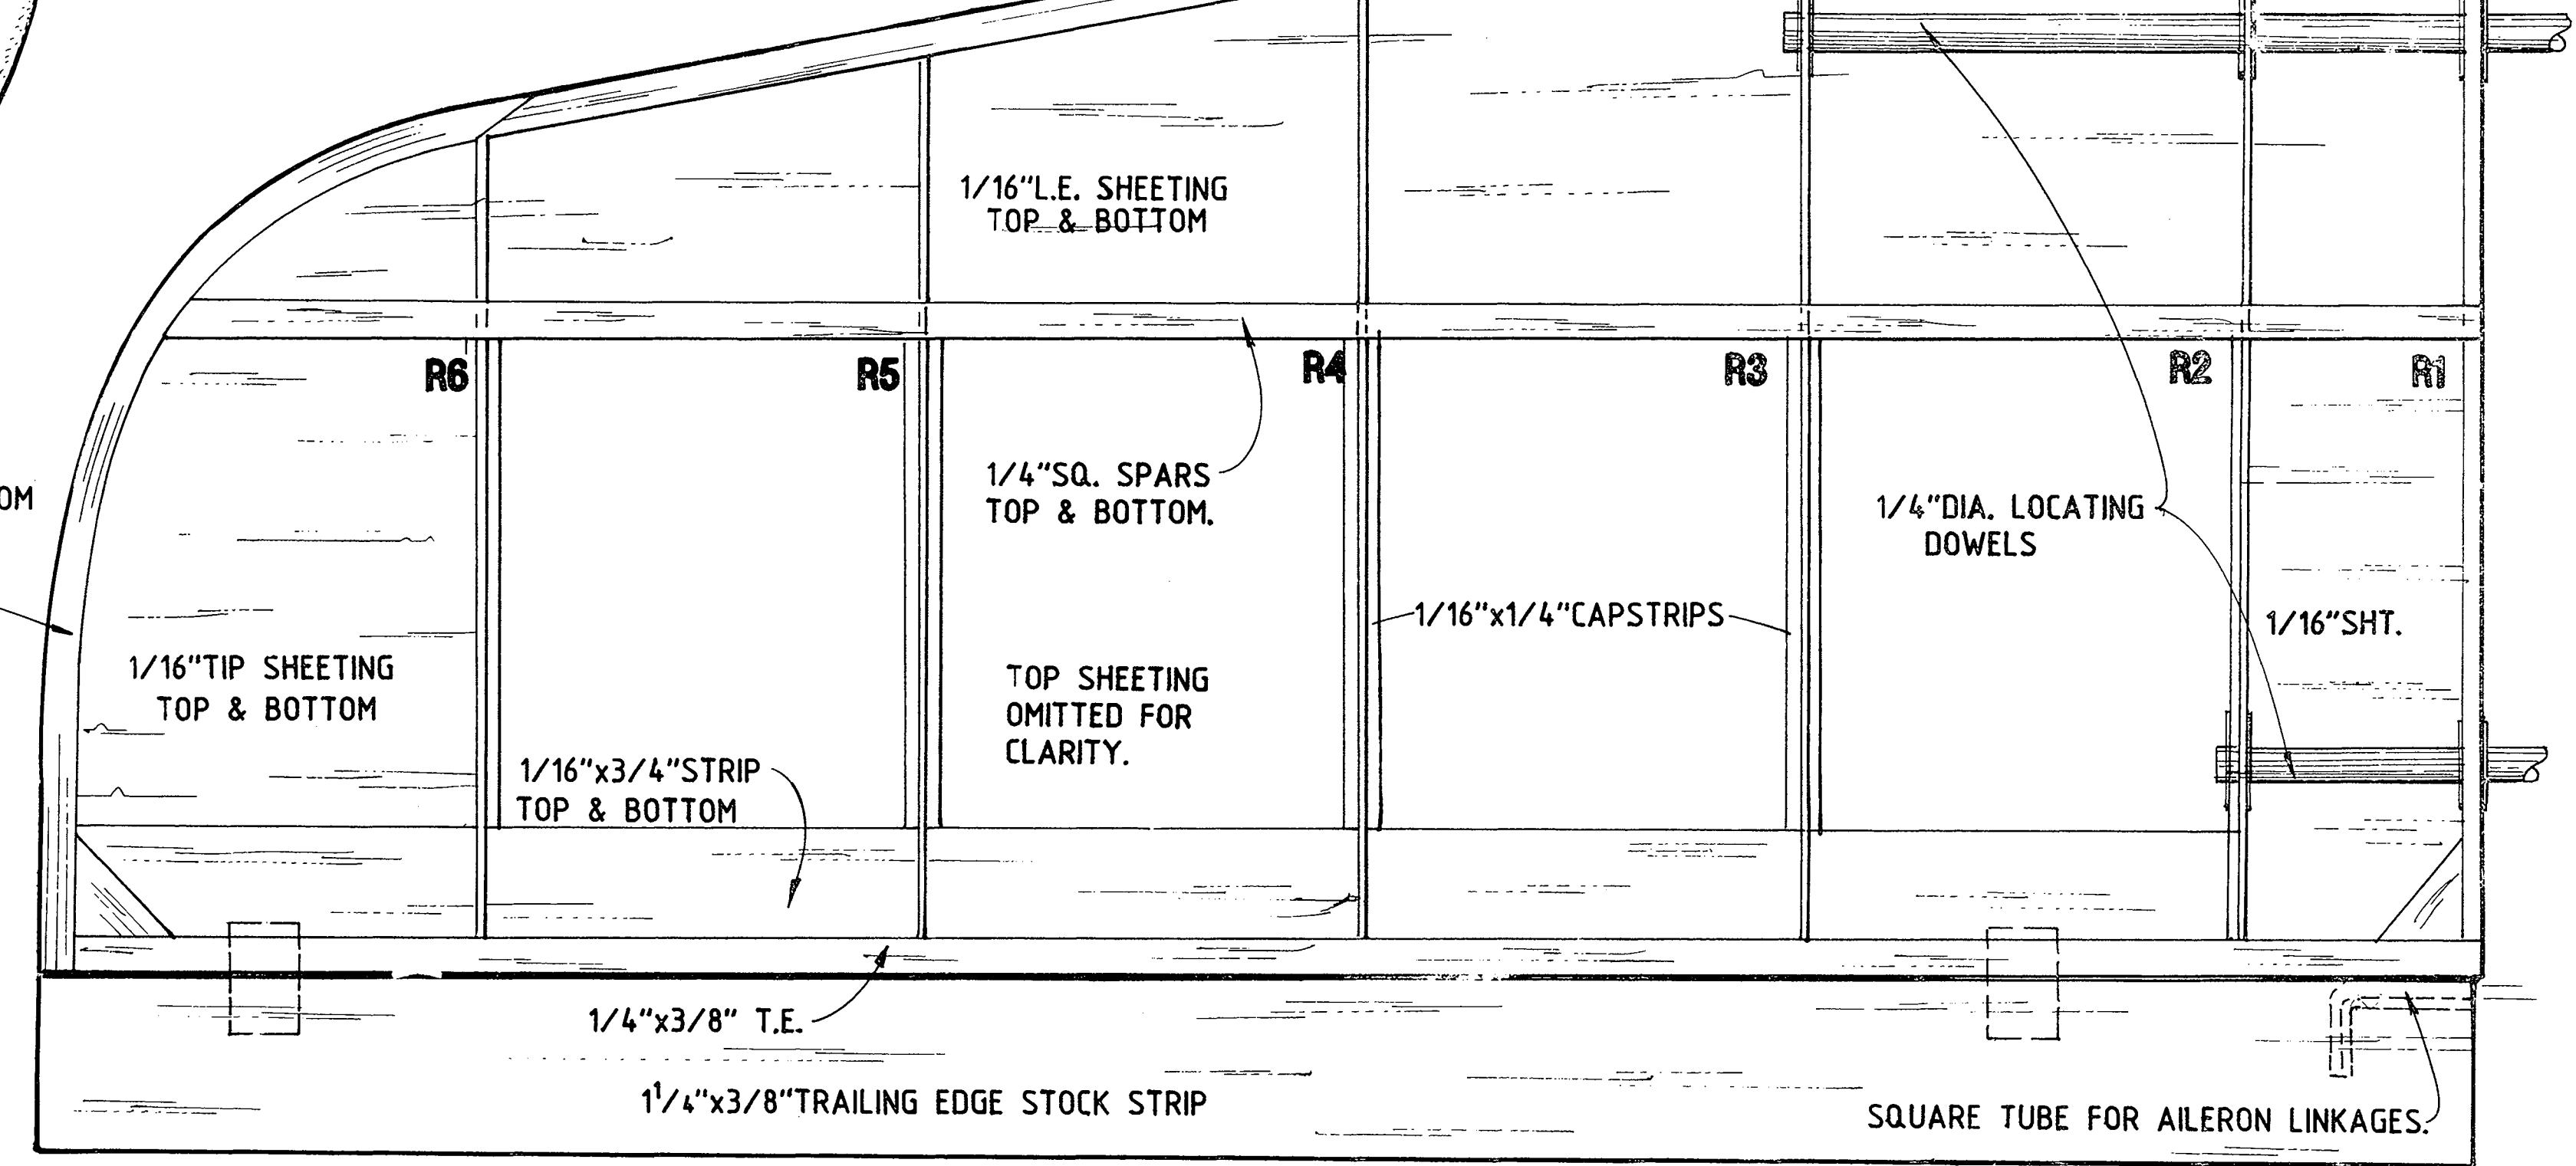 1/16"L.E. SHEETING
TOP & BOTTOM
R6
R5
R4
R3
R2
R1
OM
1/4"SQ. SPARS
TOP & BOTTOM.
1/4"DIA. LOCATING
DOWELS
1/16"x1/4"CAPSTRIPS
1/16"SHT.
1/16"TIP SHEETING
TOP & BOTTOM
TOP SHEETING
OMITTED FOR
CLARITY.
1/16"x3/4"STRIP
TOP & BOTTOM
1/4"x3/8" T.E.
1¹/4"x3/8"TRAILING EDGE STOCK STRIP
SQUARE TUBE FOR AILERON LINKAGES.